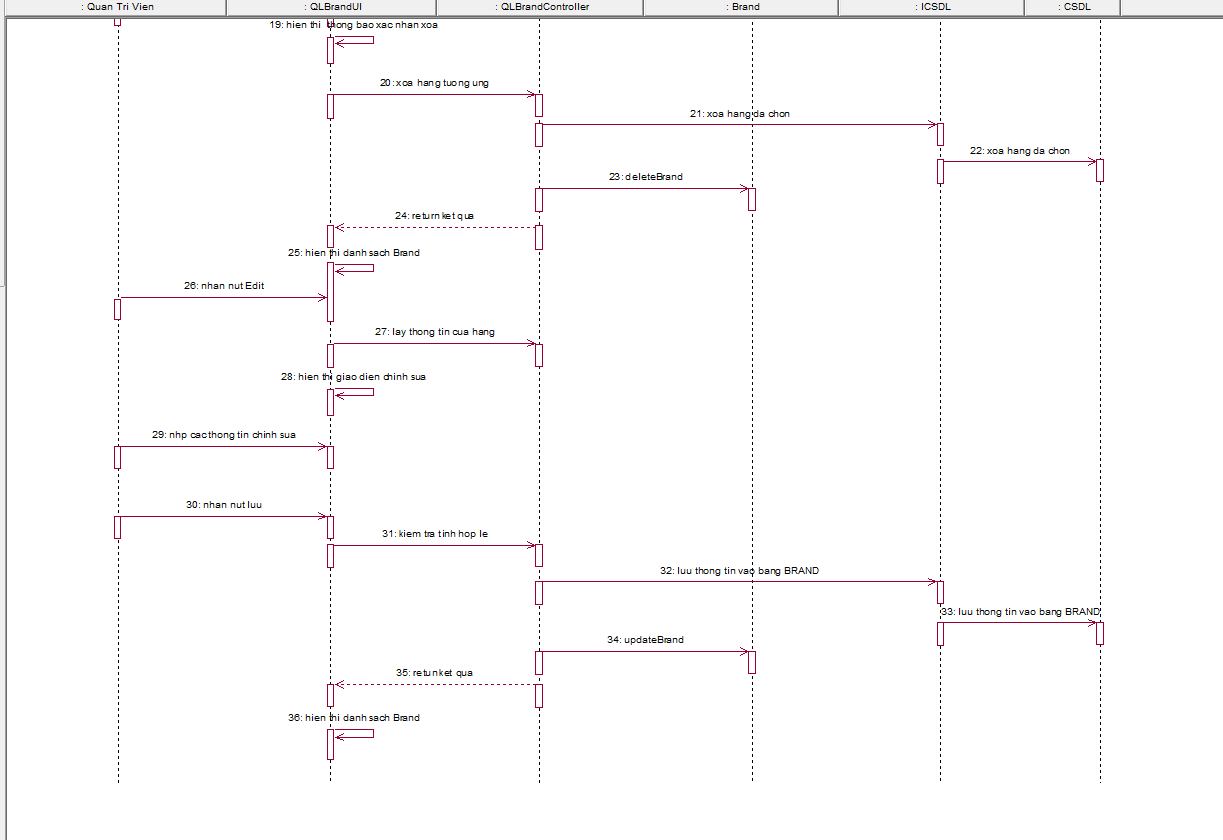 : Quan Tri Vien
: QLBrandUI
: QLBrandController
: Brand
: ICSDL
: CSDL
19: hien thi thong bao xac nhan xoa
20: xoa hang tuong ung
21: xoa hang da chon
22: xoa hang da chon
23: deleteBrand
24: return ket qua
25: hien thi danh sach Brand
26: nhan nut Edit
27: lay thong tin cua hang
28: hien thi giao dien chinh sua
29: nhp cac thong tin chinh sua
30: nhan nut luu
31: kiem tra tinh hop le
32: luu thong tin vao bang BRAND
33: luu thong tin vao bang BRAND
34: updateBrand
35: retun ket qua
36: hien thi danh sach Brand